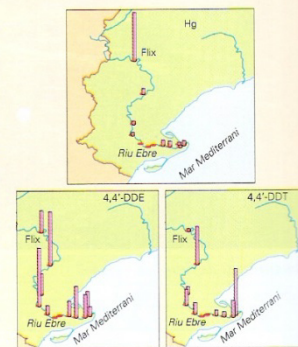 Hg
Flix
Riu Ebre
Mar Mediterrani
4,4'-DDE
Flix
Riu Ebre
Mar Mediterrani
4,4'-DDT
Flix
Riu Ebre
Mar Mediterrani